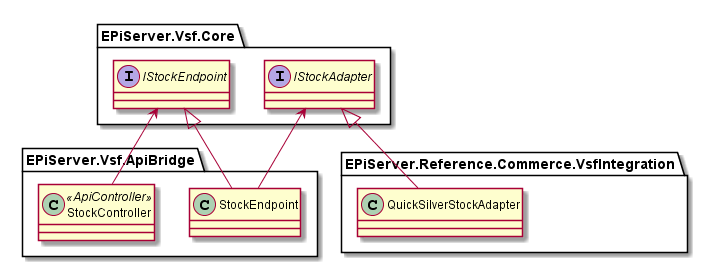 EPiServer.Vsf.Core
I IStockEndpoint
I IStockAdapter
EPiServer.Vsf.ApiBridge
EPiServer.Reference.Commerce.VsfIntegration
C «ApiController»
StockController
C StockEndpoint
C QuickSilverStockAdapter